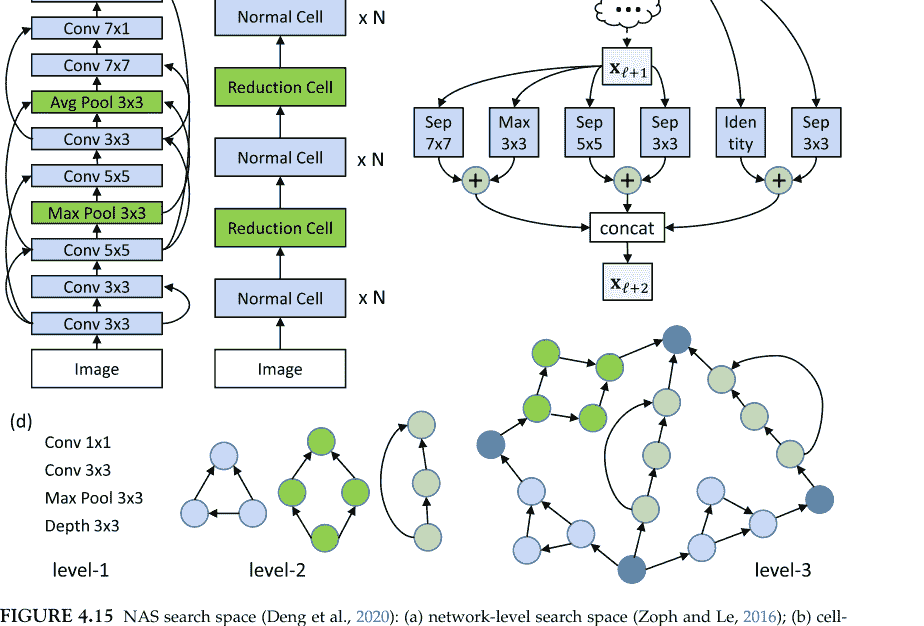 Conv 7x1
Conv 7x7
Avg Pool 3x3
Conv 3x3
Conv 5x5
Max Pool 3x3
Conv 5x5
Conv 3x3
Conv 3x3
Image
Normal Cell
x N
Reduction Cell
Normal Cell
x N
Reduction Cell
Normal Cell
x N
Image
...
xℓ+1
Sep
7x7
Max
3x3
Sep
5x5
Sep
3x3
Iden
tity
Sep
3x3
+
+
+
concat
xℓ+2
(d)
Conv 1x1
Conv 3x3
Max Pool 3x3
Depth 3x3
level-1
level-2
level-3
FIGURE 4.15 NAS search space (Deng et al., 2020): (a) network-level search space (Zoph and Le, 2016); (b) cell-